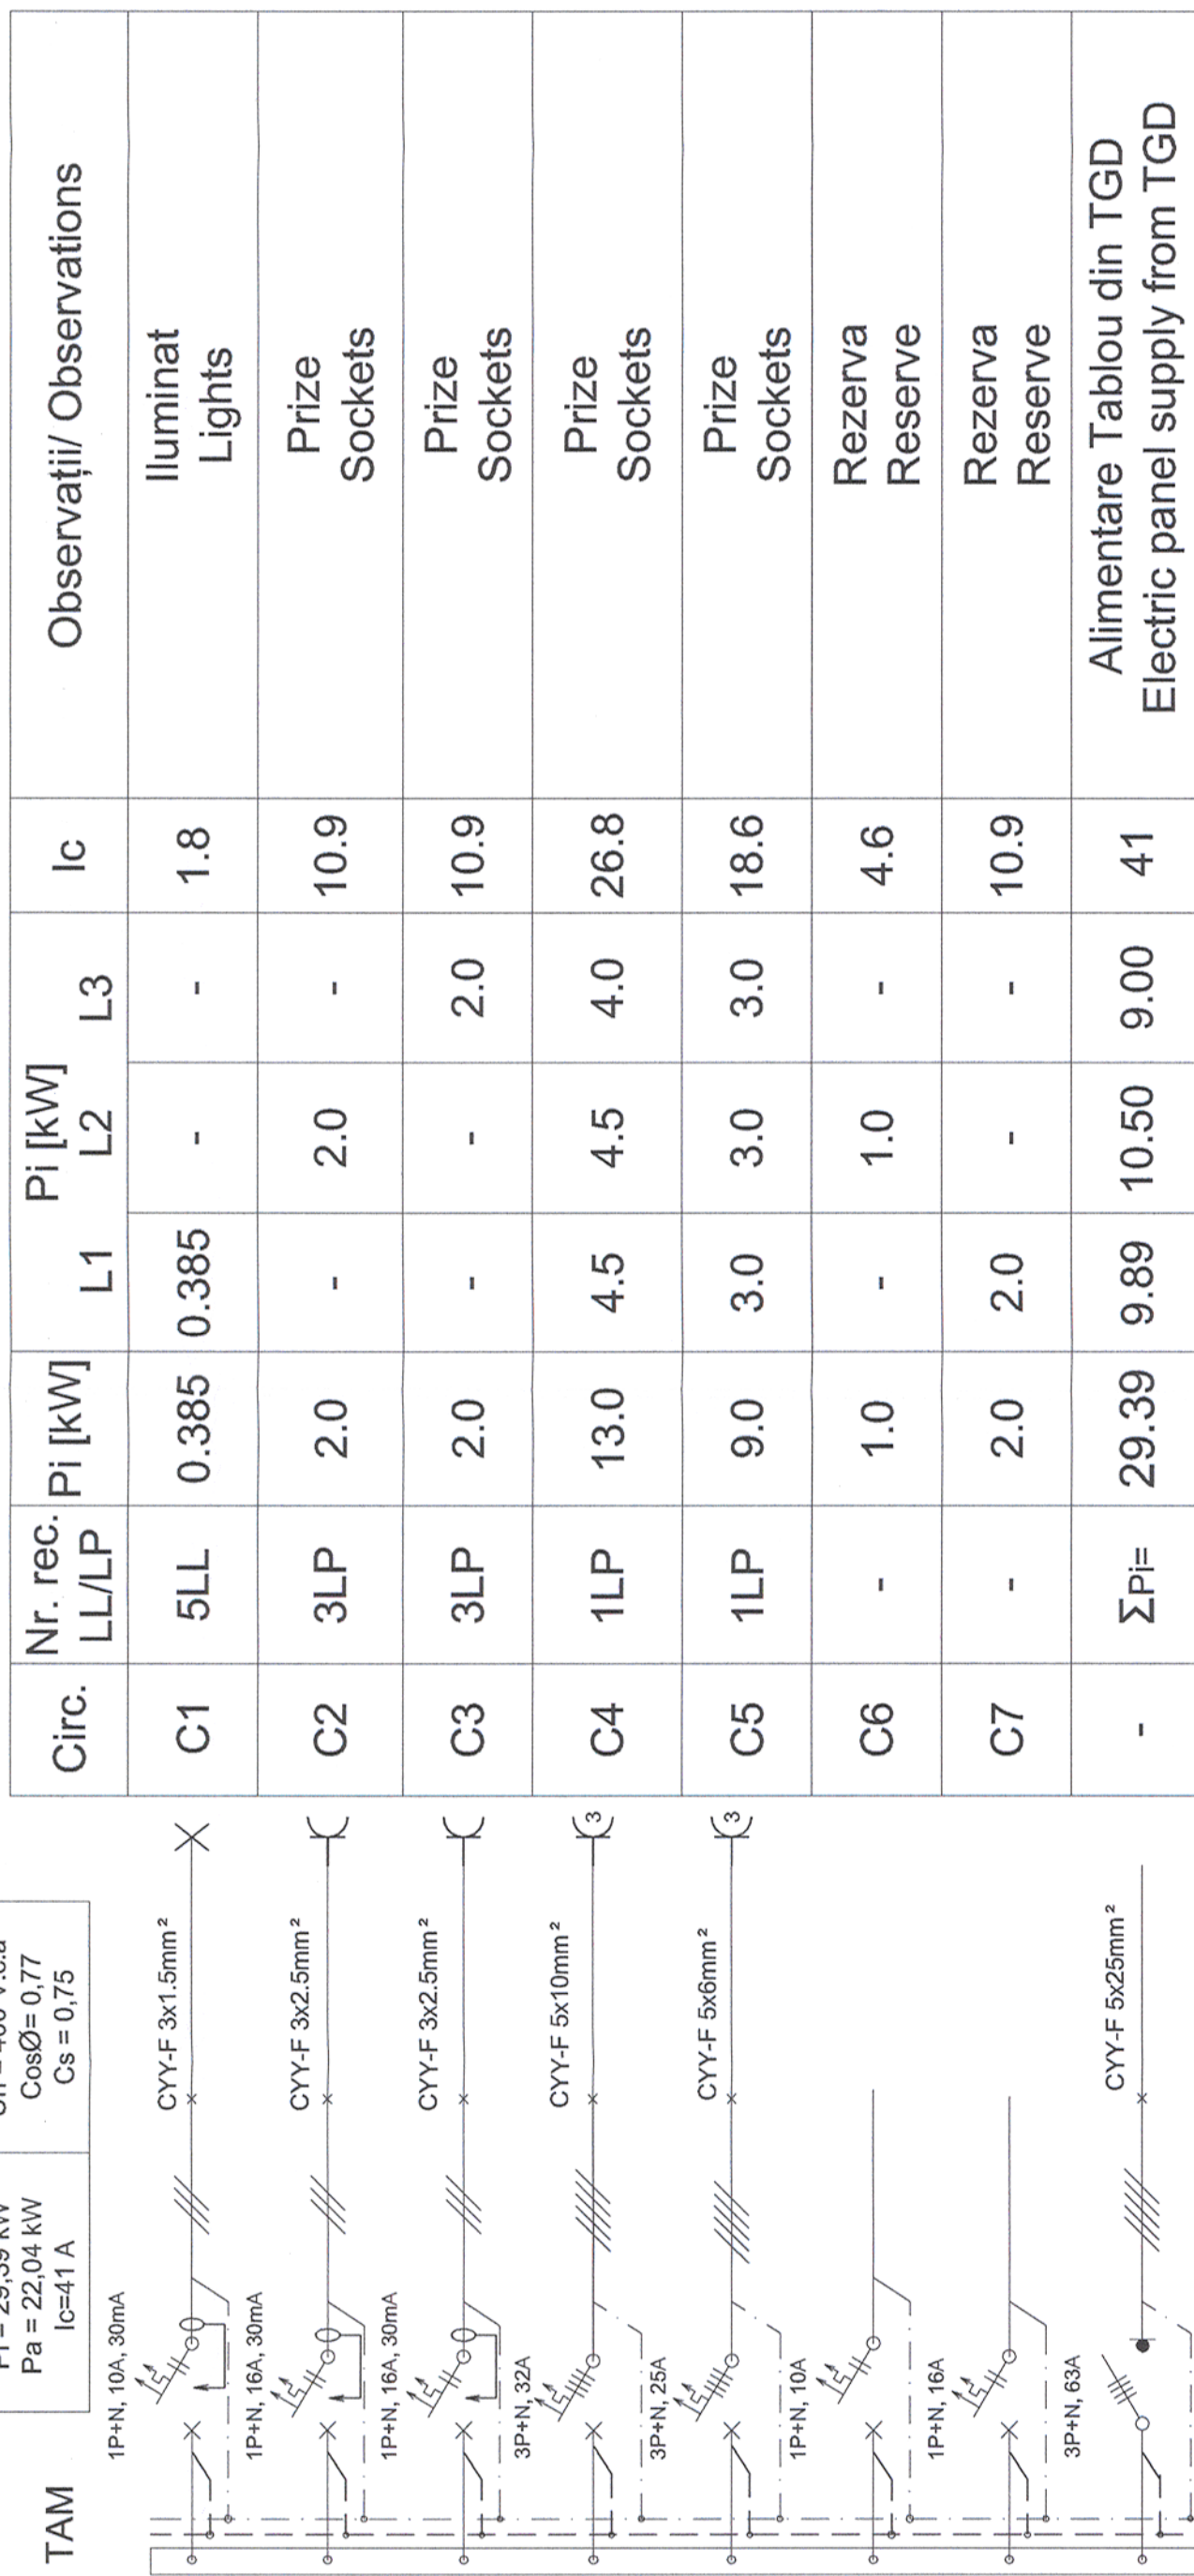 TAM
Pa = 22,04 kW
Ic=41 A
CosØ= 0,77
Cs = 0,75
Circ. Nr. rec. LL/LP Pi [kW] Pi [kW] L1 L2 L3 Ic Observaţii/ Observations
1P+N, 10A, 30mA CYY-F 3x1.5mm² C1 5LL 0.385 0.385 - - 1.8 Iluminat
Lights
1P+N, 16A, 30mA CYY-F 3x2.5mm² C2 3LP 2.0 - 2.0 - 10.9 Prize
Sockets
1P+N, 16A, 30mA CYY-F 3x2.5mm² C3 3LP 2.0 - - 2.0 10.9 Prize
Sockets
3P+N, 32A CYY-F 5x10mm² 3 C4 1LP 13.0 4.5 4.5 4.0 26.8 Prize
Sockets
3P+N, 25A CYY-F 5x6mm² 3 C5 1LP 9.0 3.0 3.0 3.0 18.6 Prize
Sockets
1P+N, 10A C6 - 1.0 - 1.0 - 4.6 Rezerva
Reserve
1P+N, 16A C7 - 2.0 2.0 - - 10.9 Rezerva
Reserve
3P+N, 63A CYY-F 5x25mm² - ΣPi= 29.39 9.89 10.50 9.00 41 Alimentare Tablou din TGD
Electric panel supply from TGD